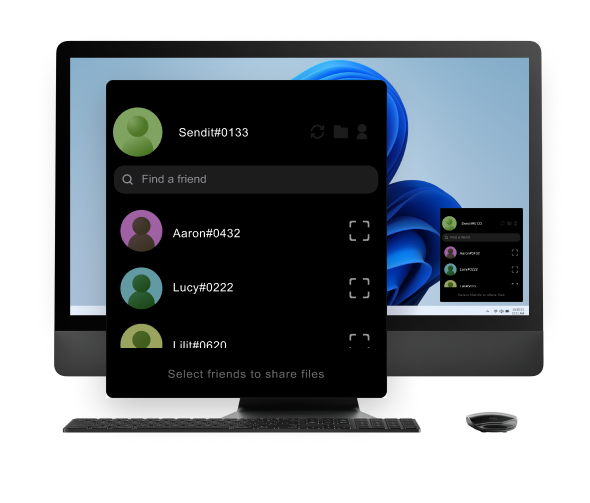 Sendit#0133
Find a friend
Aaron#0432
Lucy#0222
Lilit#0620
Select friends to share files
Sendit#0133
Find a friend
Aaron#0432
Lucy#0222
Select friends to share files